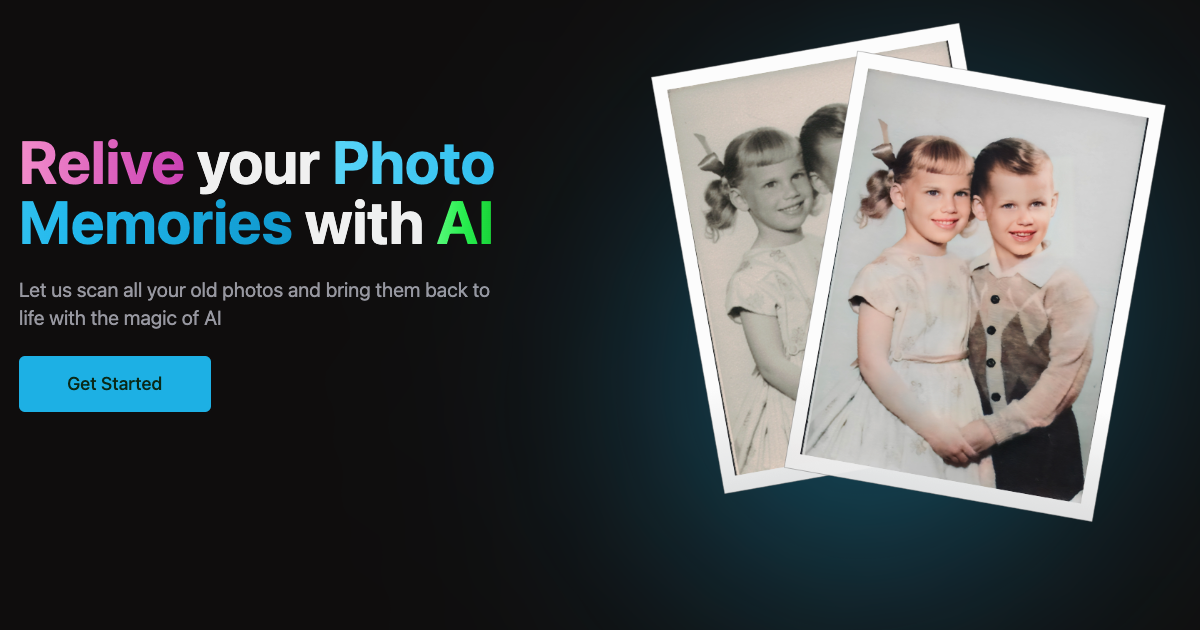 Relive your Photo
Memories with AI
Let us scan all your old photos and bring them back to
life with the magic of AI
Get Started